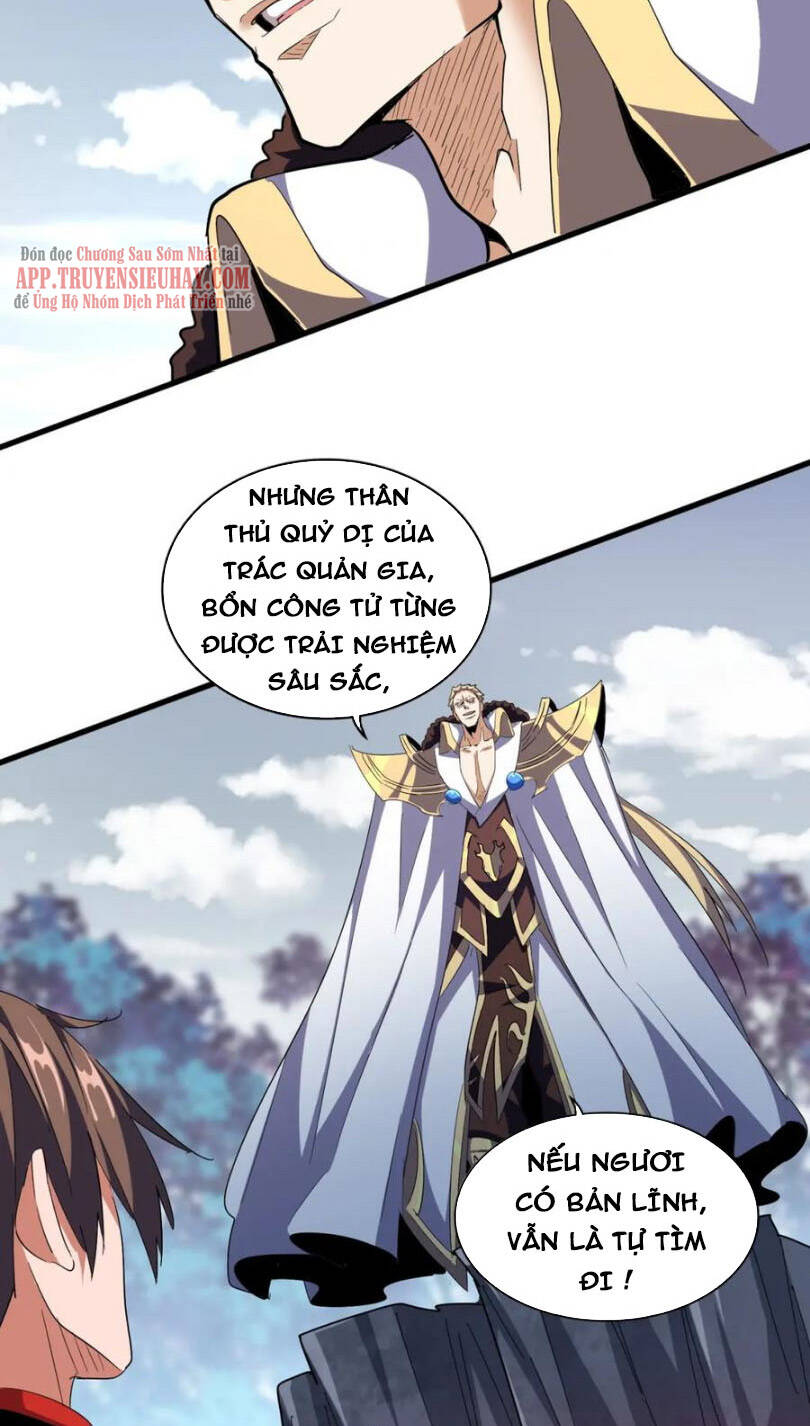 Đón đọc Chương Sau Sớm Nhất tại
APP.TRUYENSIEUHAY.COM
để Ủng Hộ Nhóm Dịch Phát Triển nhé
NHƯNG THÂN
THỦ QUỶ DỊ CỦA
TRÁC QUẢN GIA,
BỔN CÔNG TỬ TỪNG
ĐƯỢC TRẢI NGHIỆM
SÂU SẮC,
NẾU NGƯƠI
CÓ BẢN LĨNH,
VẪN LÀ TỰ TÌM
ĐI !